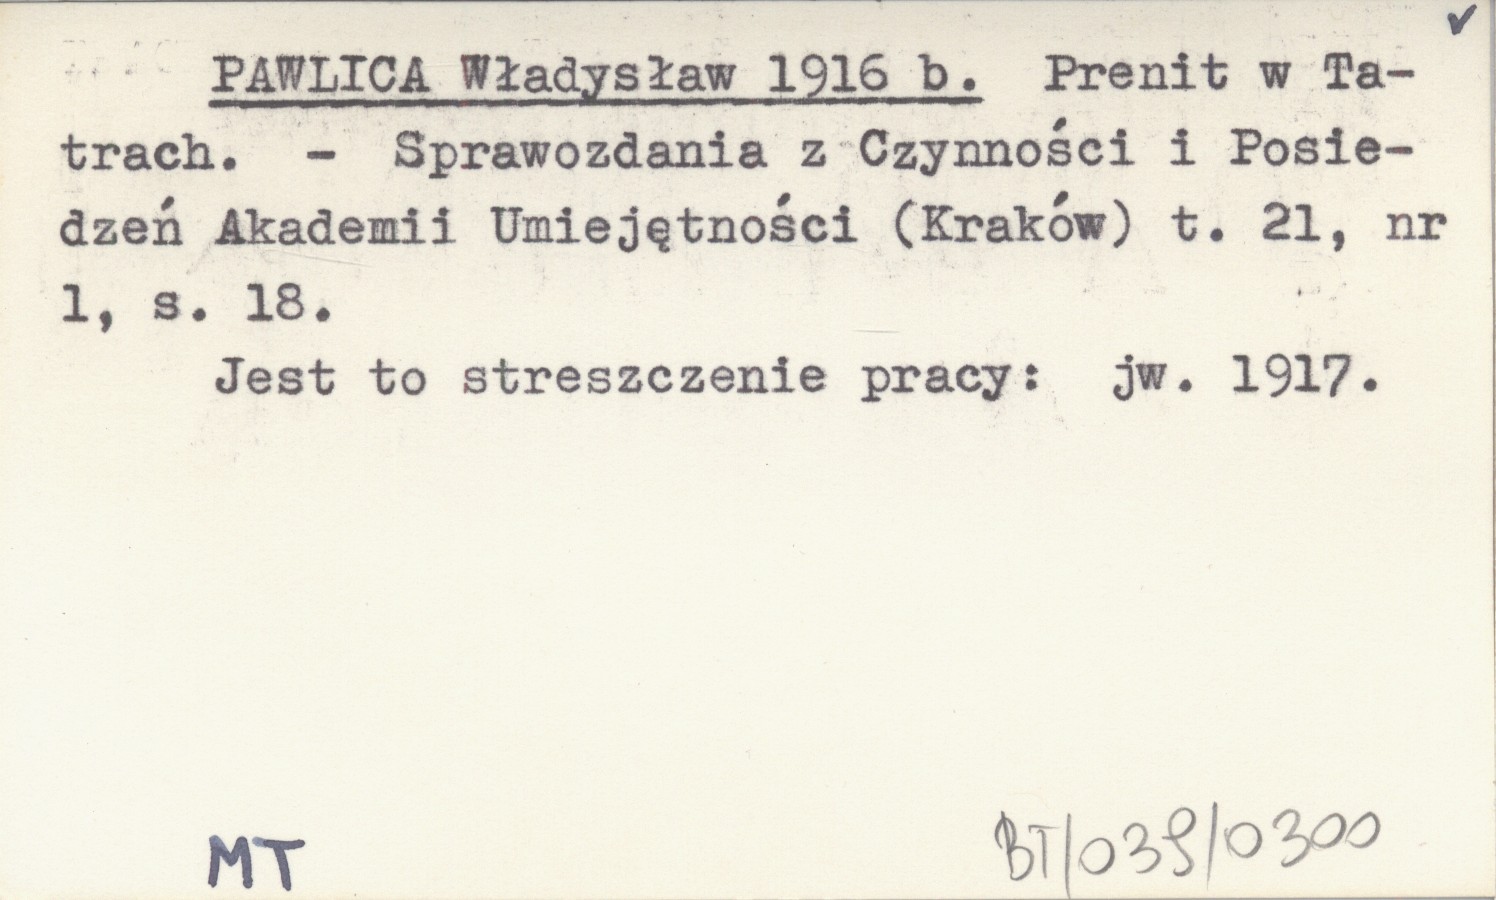 PAWLICA Władysław 1916 b. Prenit w Ta-
trach. - Sprawozdania z Czynności i Posie-
dzeń Akademii Umiejętności (Kraków) t. 21, nr
1, s. 18.
Jest to streszczenie pracy: jw. 1917.
MT
BT/039/0300